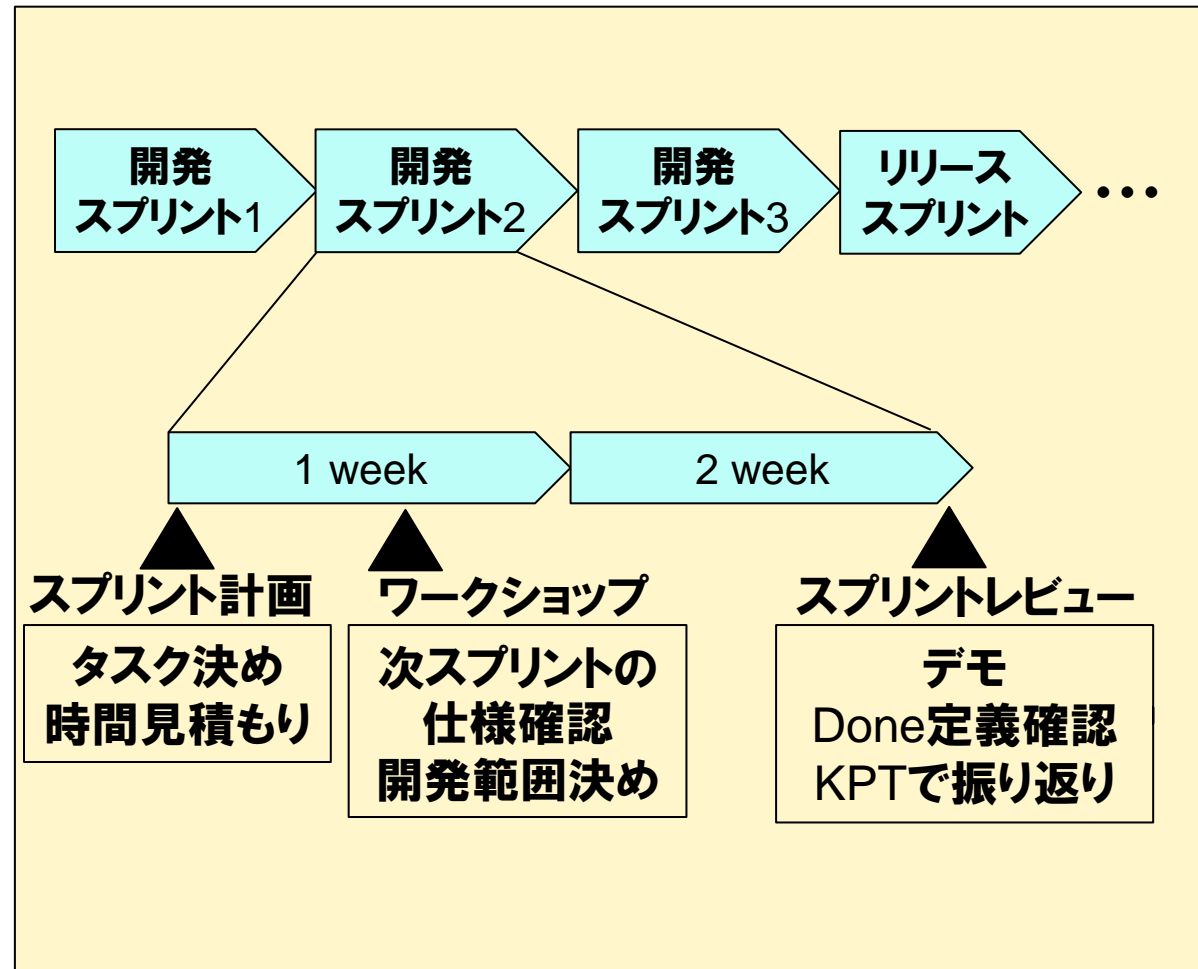 開発
スプリント1
開発
スプリント2
開発
スプリント3
リリース
スプリント
・・・
1 week
2 week
スプリント計画
タスク決め
時間見積もり
ワークショップ
次スプリントの
仕様確認
開発範囲決め
スプリントレビュー
デモ
Done定義確認
KPTで振り返り